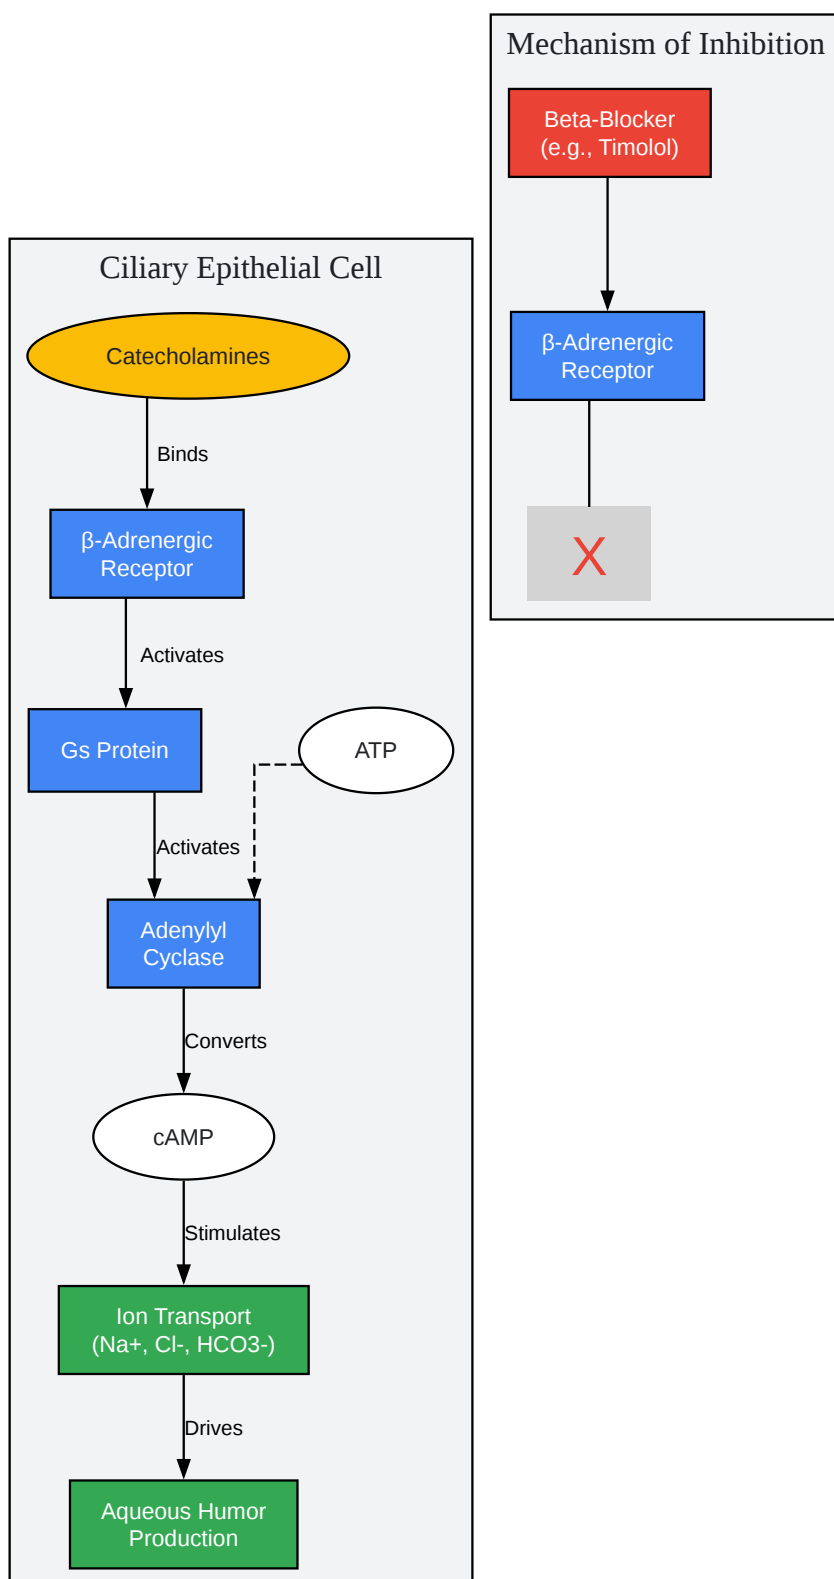 Mechanism of Inhibition
Beta-Blocker
(e.g., Timolol)
β-Adrenergic
Receptor
X
Ciliary Epithelial Cell
Catecholamines
Binds
β-Adrenergic
Receptor
Activates
Gs Protein
ATP
Activates
Adenylyl
Cyclase
Converts
cAMP
Stimulates
Ion Transport
(Na+, Cl-, HCO3-)
Drives
Aqueous Humor
Production